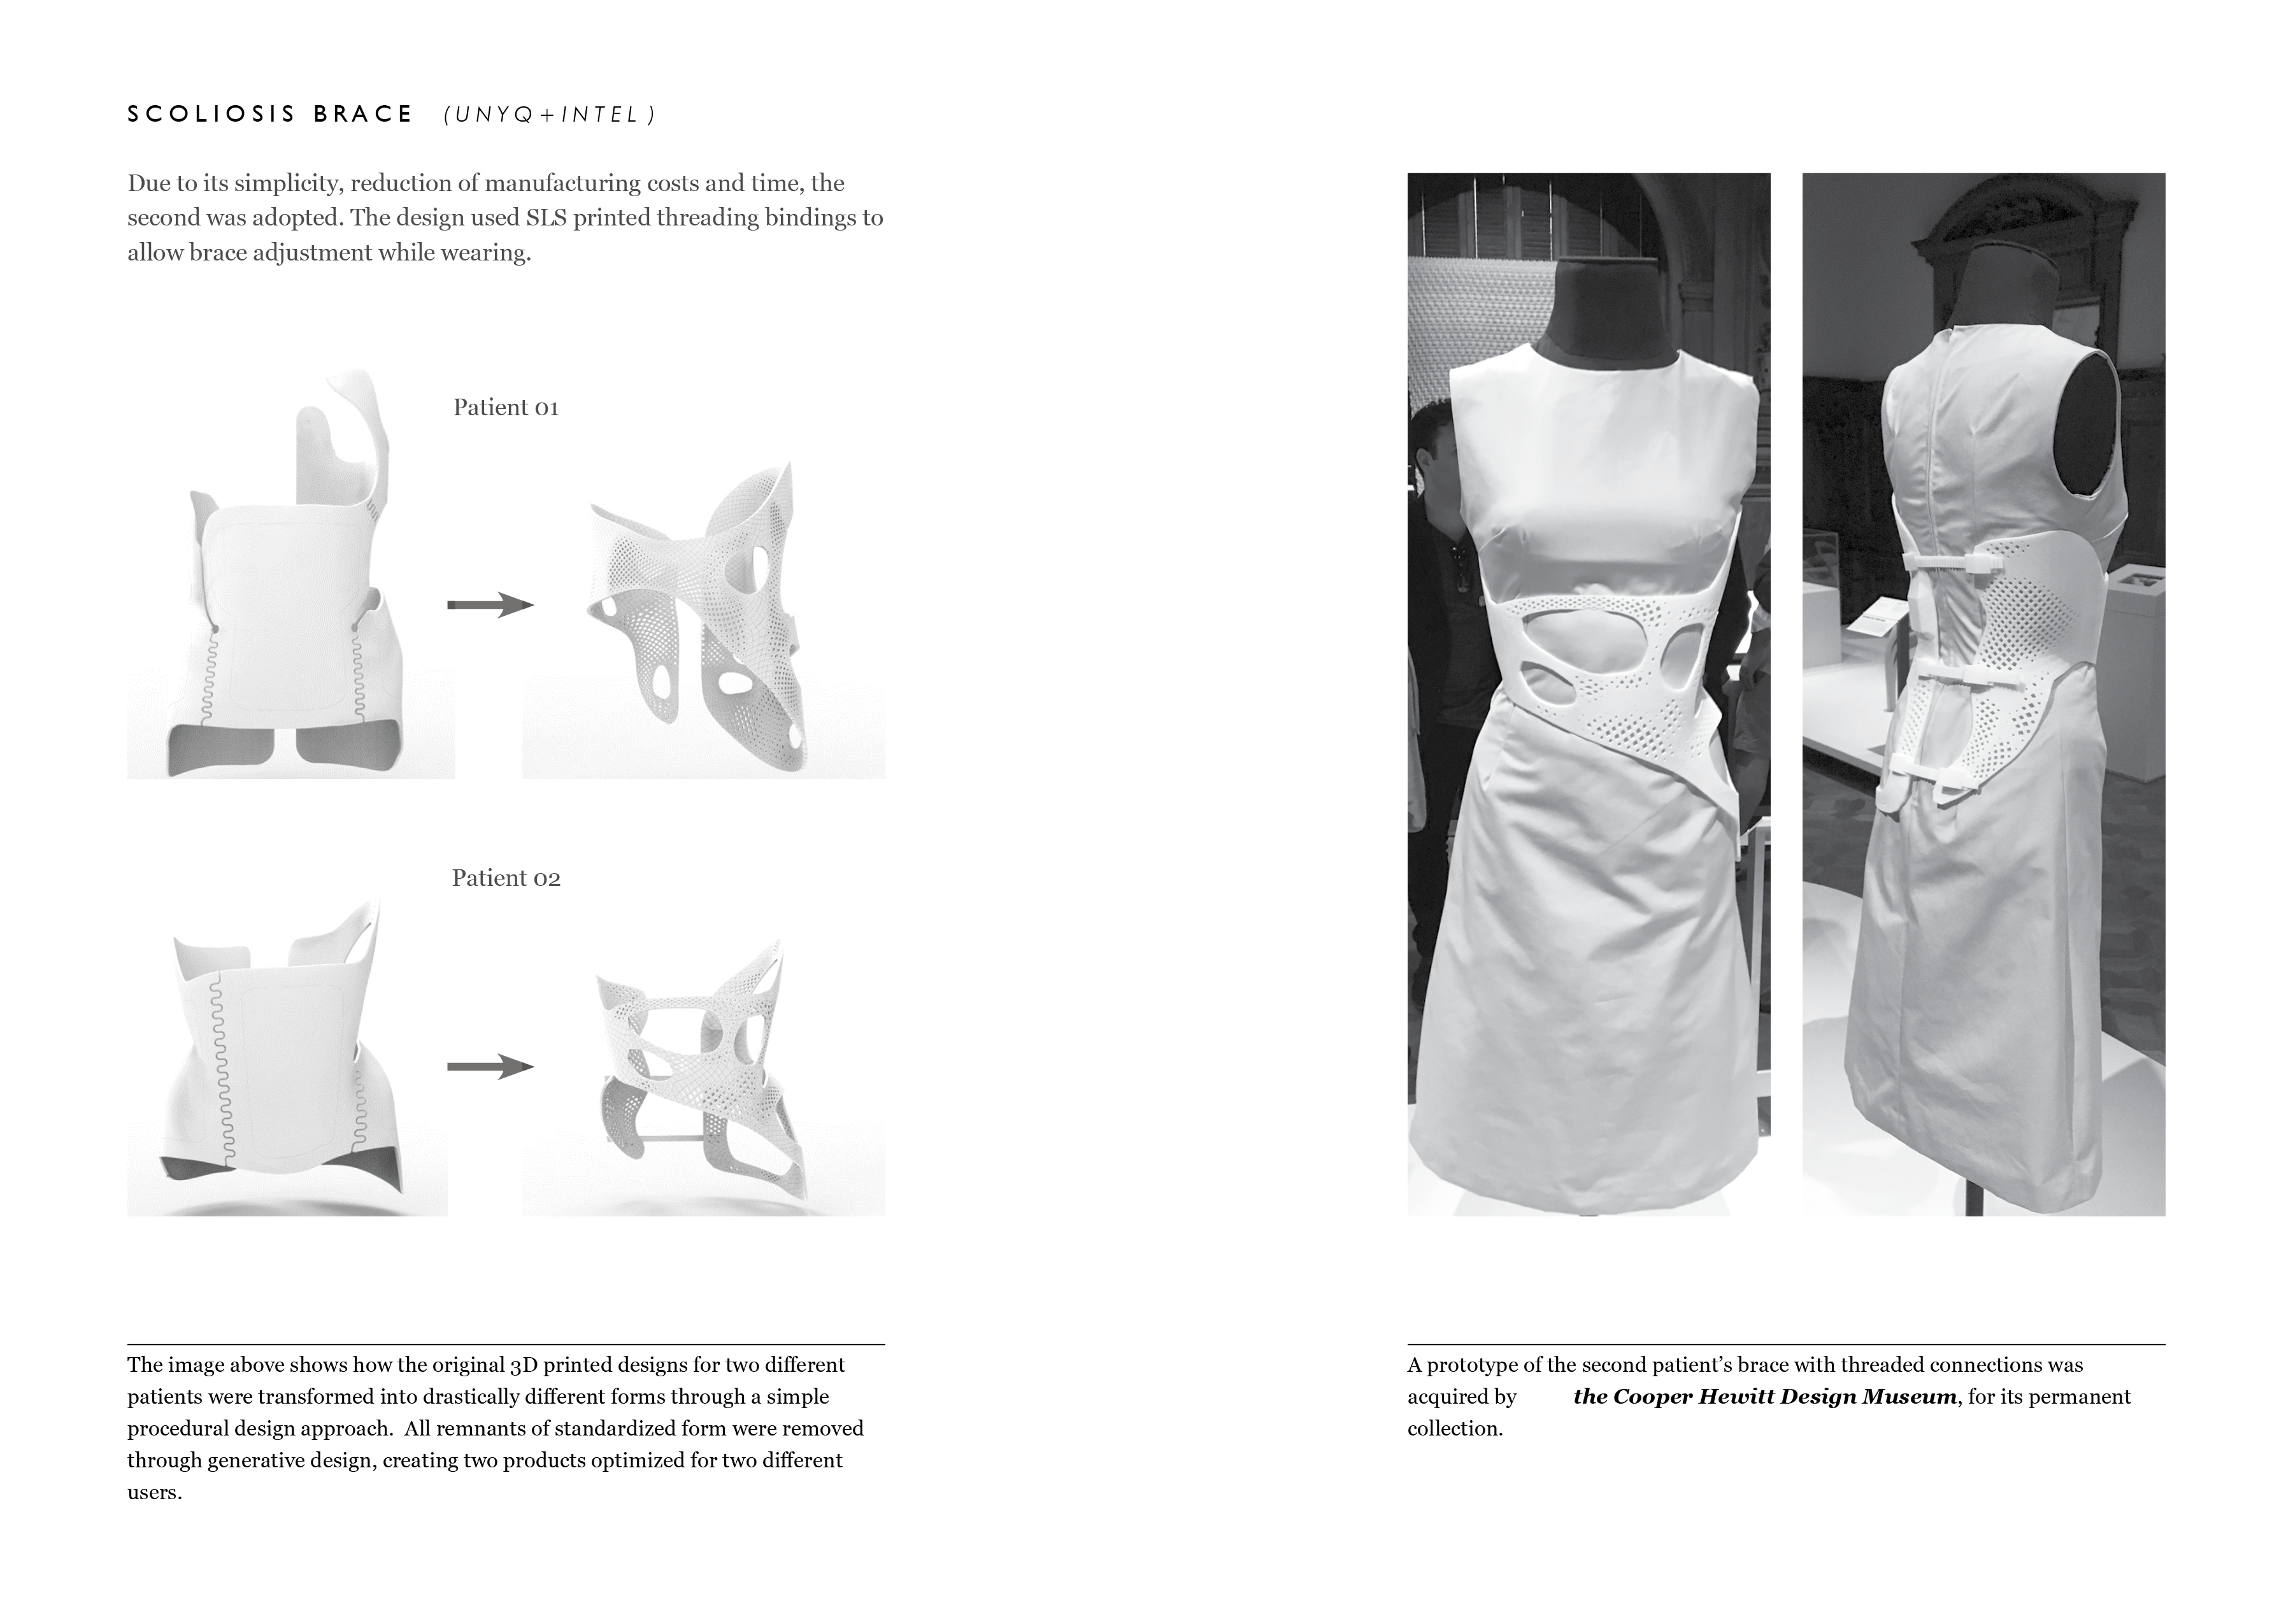 SCOLIOSIS BRACE (UNYQ+INTEL )
Due to its simplicity, reduction of manufacturing costs and time, the
second was adopted. The design used SLS printed threading bindings to
allow brace adjustment while wearing.
Patient 01
Patient 02
The image above shows how the original 3D printed designs for two different
patients were transformed into drastically different forms through a simple
procedural design approach.  All remnants of standardized form were removed
through generative design, creating two products optimized for two different
users.
A prototype of the second patient’s brace with threaded connections was
acquired by the Cooper Hewitt Design Museum, for its permanent
collection.